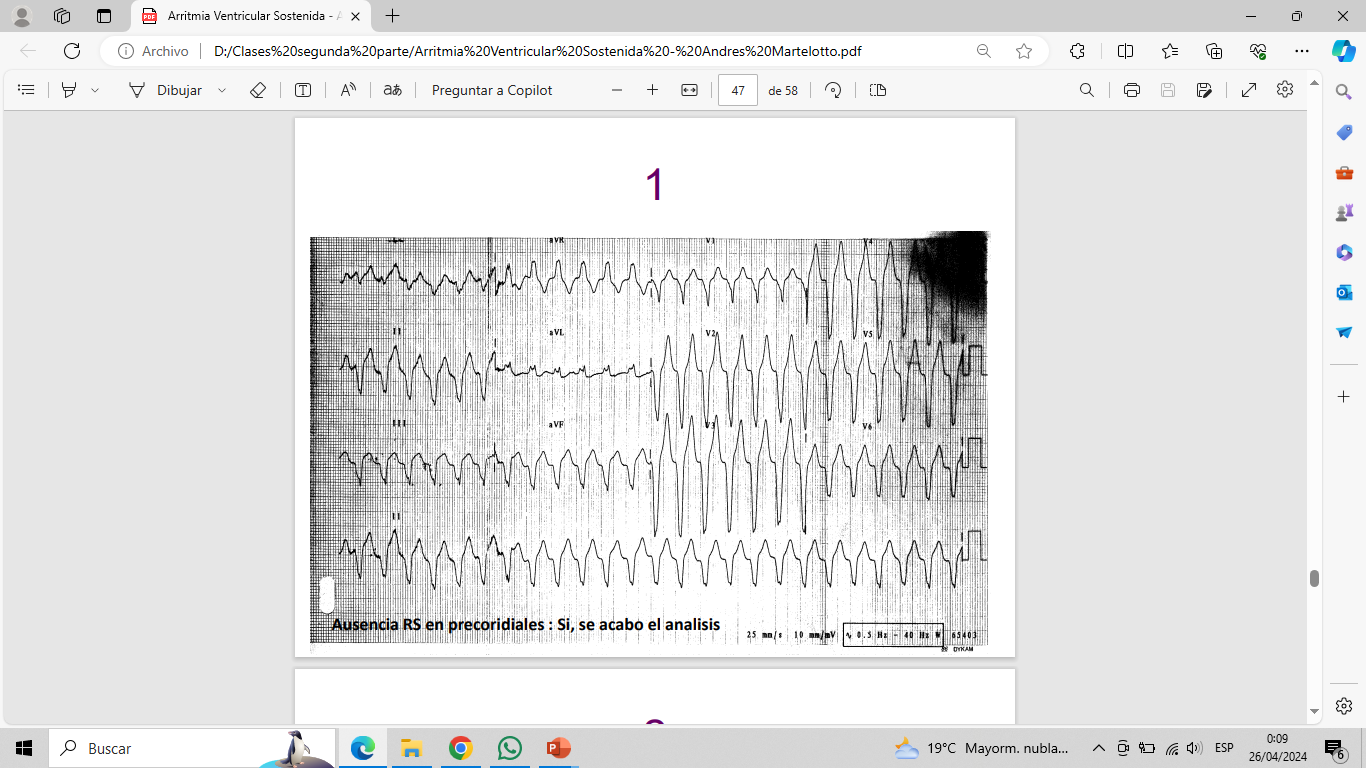 Arritmia Ventricular Sostenida - A
Archivo
D:/Clases%20segunda%20parte/Arritmia%20Ventricular%20Sostenida%20-%20Andres%20Martelotto.pdf
Dibujar
aあ
Preguntar a Copilot
47 de 58
1
aVR V1 V4
II aVL V2 V5
III aVF V3 V6
II
Ausencia RS en precoridiales : Si, se acabo el analisis
25 mm/s 10 mm/mV
0.5 Hz - 40 Hz W 65403
DYKAM
Buscar
19°C Mayorm. nubla...
ESP
0:09
26/04/2024
6